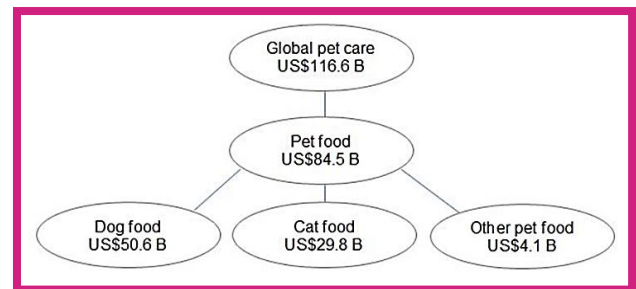 Global pet care
US$116.6 B
Pet food
US$84.5 B
Dog food
US$50.6 B
Cat food
US$29.8 B
Other pet food
US$4.1 B